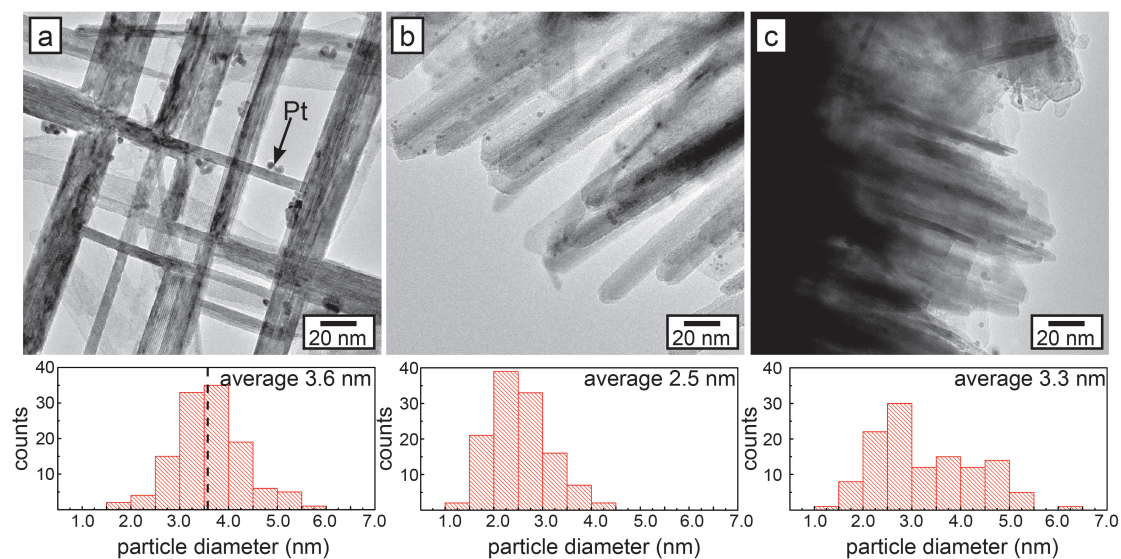 a
b
c
Pt
20 nm
20 nm
20 nm
40
30
20
10
counts
average 3.6 nm
1.0 2.0 3.0 4.0 5.0 6.0 7.0
particle diameter (nm)
40
30
20
10
counts
average 2.5 nm
1.0 2.0 3.0 4.0 5.0 6.0 7.0
particle diameter (nm)
40
30
20
10
counts
average 3.3 nm
1.0 2.0 3.0 4.0 5.0 6.0 7.0
particle diameter (nm)